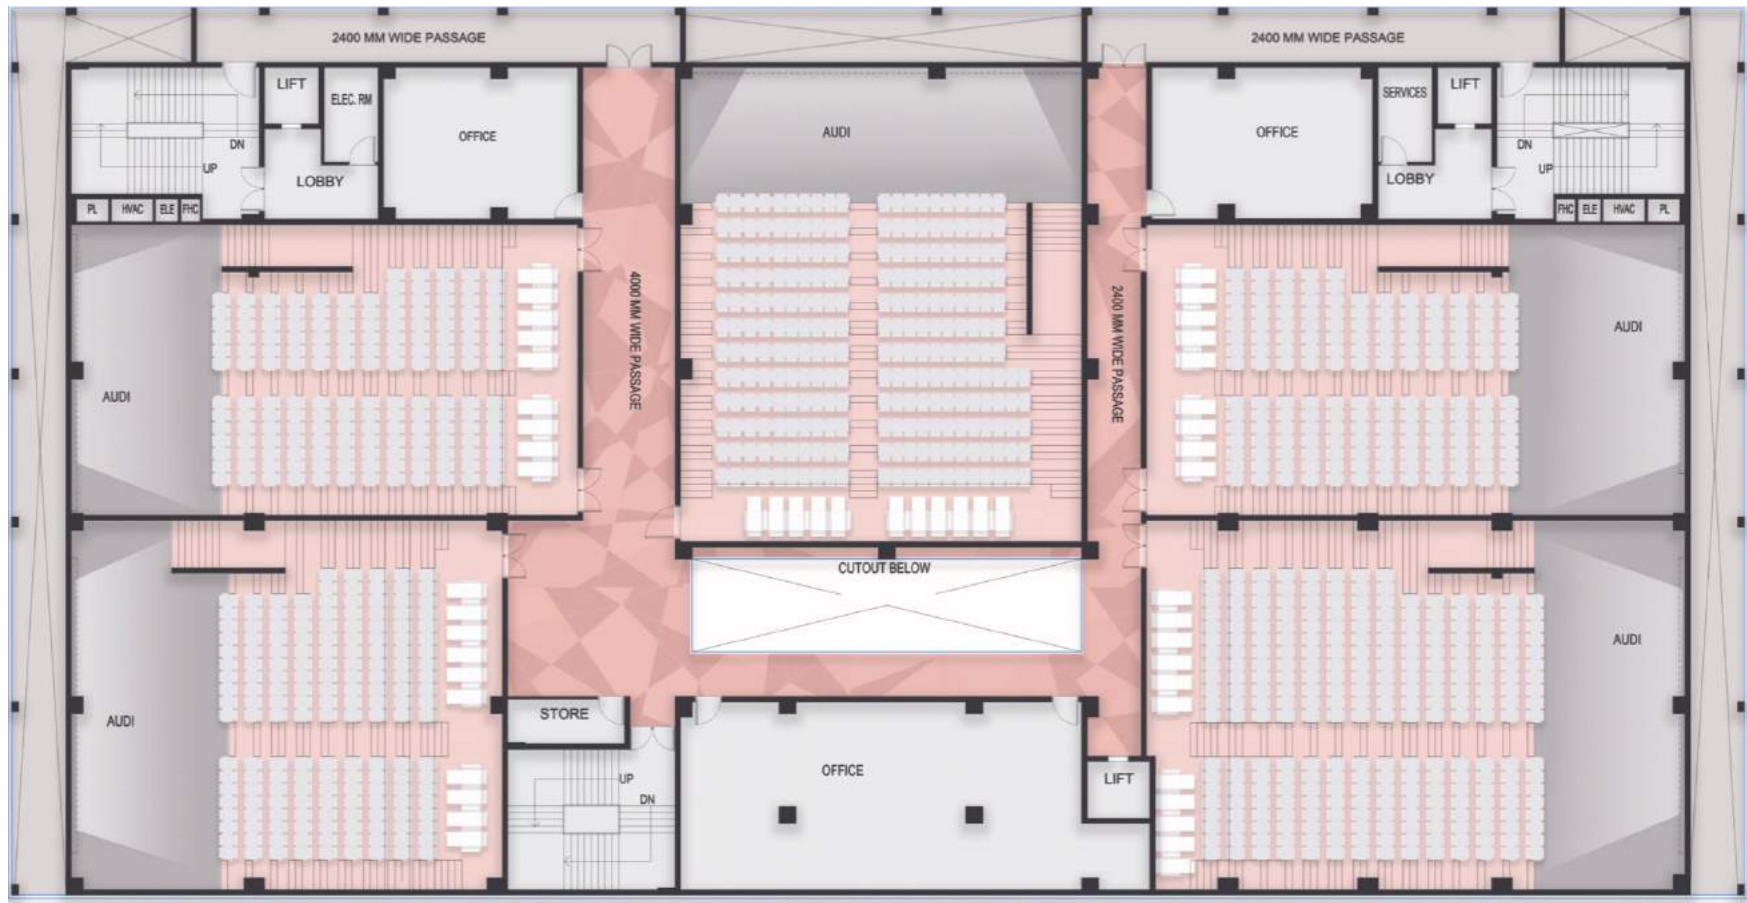 2400 MM WIDE PASSAGE
2400 MM WIDE PASSAGE
LIFT
ELEC. RM
OFFICE
DN
UP
LOBBY
PL
HVAC
ELE
FHC
AUDI
OFFICE
SERVICES
LIFT
DN
UP
LOBBY
FHC
ELE
HVAC
PL
AUDI
4000 MM WIDE PASSAGE
2400 MM WIDE PASSAGE
AUDI
CUTOUT BELOW
AUDI
STORE
UP
DN
OFFICE
LIFT
AUDI